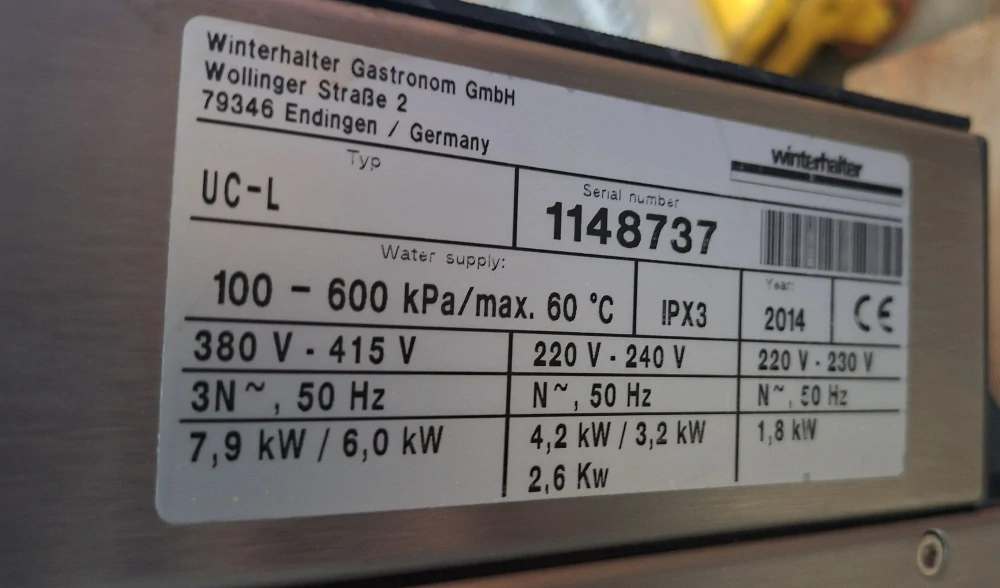 Winterhalter Gastronom GmbH
Wollinger Straße 2
79346 Endingen / Germany
winterhalter
Typ
UC-L
Serial number
1148737
Water supply:
100 - 600 kPa/max. 60 °C
IPX3
Year:
2014
CE
380 V - 415 V
220 V - 240 V
220 V - 230 V
3N~, 50 Hz
N~, 50 Hz
N~, 50 Hz
7,9 kW / 6,0 kW
4,2 kW / 3,2 kW
2,6 Kw
1,8 kW